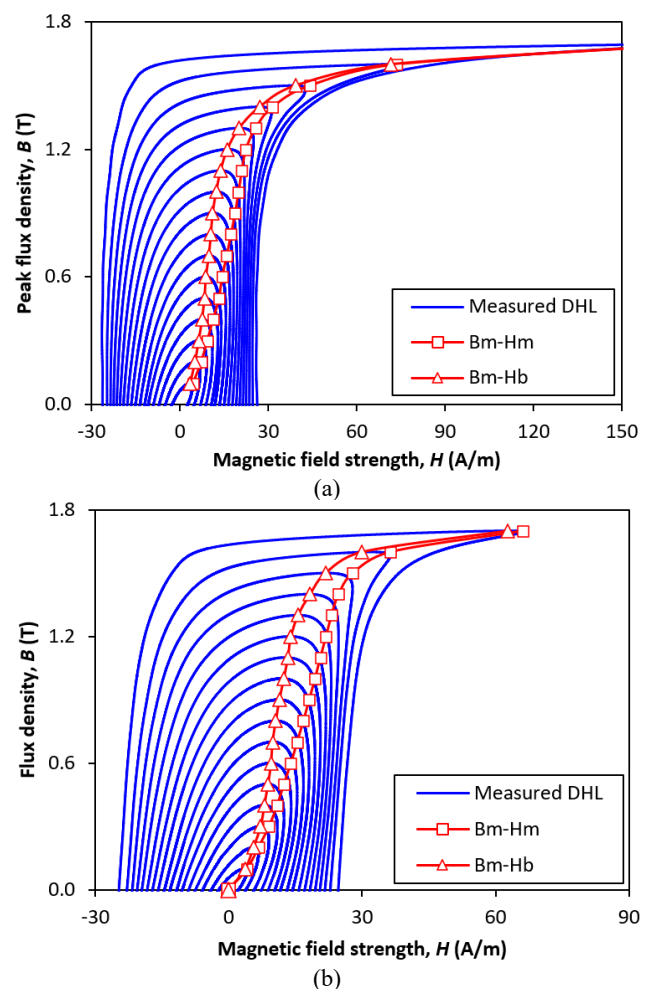 1.8
1.2
0.6
0.0
Peak flux density, B (T)
Measured DHL
Bm-Hm
Bm-Hb
-30 0 30 60 90 120 150
Magnetic field strength, H (A/m)
(a)
1.8
1.2
0.6
0.0
Flux density, B (T)
Measured DHL
Bm-Hm
Bm-Hb
-30 0 30 60 90
Magnetic field strength, H (A/m)
(b)